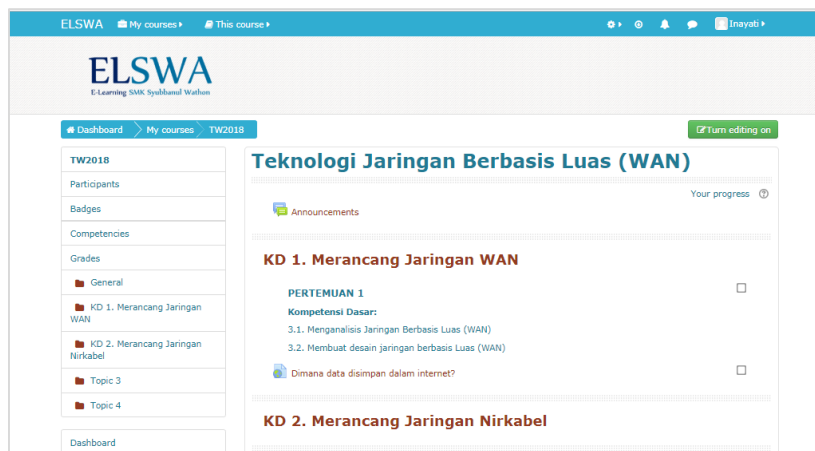 ELSWA My courses This course Inayati
ELSWA
E-Learning SMK Syubbanul Wathon
Dashboard My courses TW2018 Turn editing on
TW2018
Participants
Badges
Competencies
Grades
General
KD 1. Merancang Jaringan
WAN
KD 2. Merancang Jaringan
Nirkabel
Topic 3
Topic 4
Dashboard
Teknologi Jaringan Berbasis Luas (WAN)
Your progress
Announcements
KD 1. Merancang Jaringan WAN
PERTEMUAN 1
Kompetensi Dasar:
3.1. Menganalisis Jaringan Berbasis Luas (WAN)
3.2. Membuat desain jaringan berbasis Luas (WAN)
Dimana data disimpan dalam internet?
KD 2. Merancang Jaringan Nirkabel